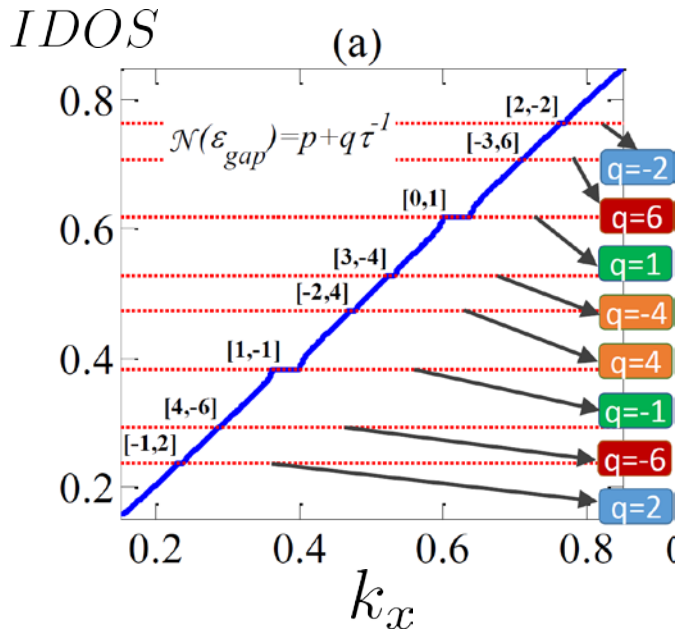 IDOS
(a)
0.8
[2,-2]
N(ε_gap)=p+qτ^-1
[-3,6]
q=-2
[0,1]
q=6
0.6
q=1
[3,-4]
q=-4
[-2,4]
q=4
[1,-1]
0.4
q=-1
[4,-6]
q=-6
[-1,2]
0.2
q=2
0.2 0.4 0.6 0.8 0
k_x